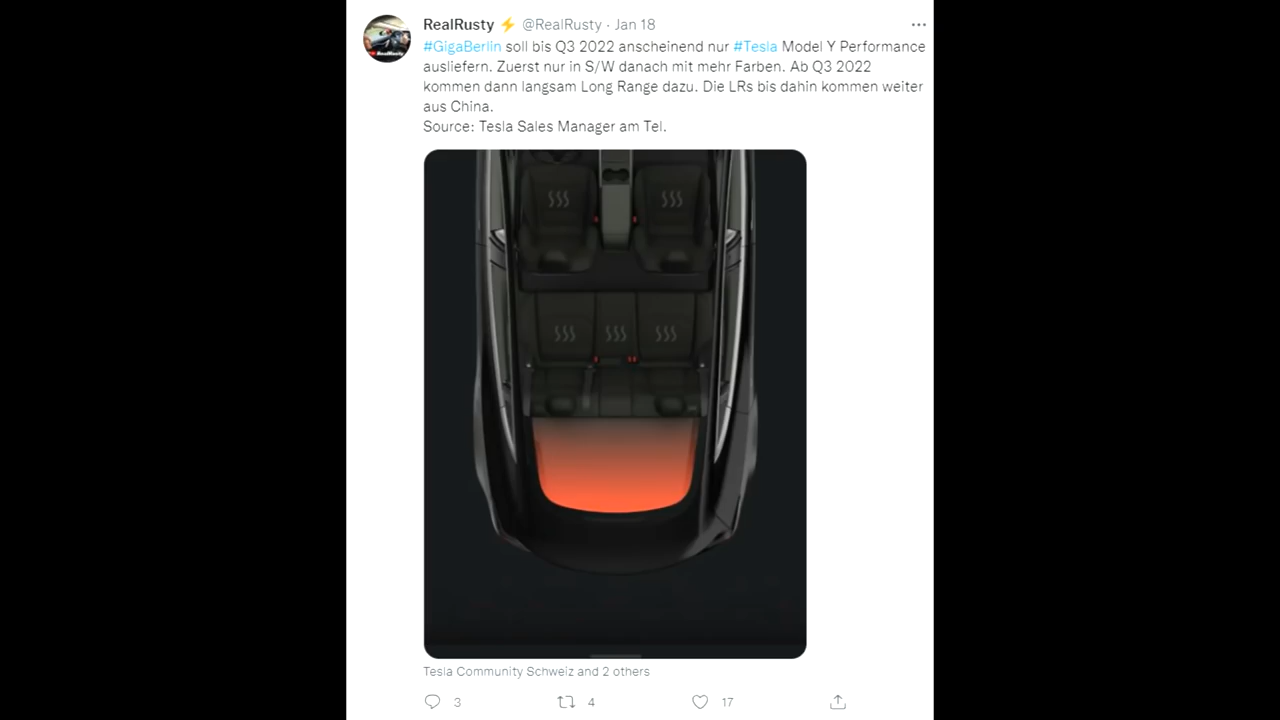 RealRusty ⚡ @RealRusty · Jan 18
#GigaBerlin soll bis Q3 2022 anscheinend nur #Tesla Model Y Performance
ausliefern. Zuerst nur in S/W danach mit mehr Farben. Ab Q3 2022
kommen dann langsam Long Range dazu. Die LRs bis dahin kommen weiter
aus China.
Source: Tesla Sales Manager am Tel.
Tesla Community Schweiz and 2 others
3 4 17